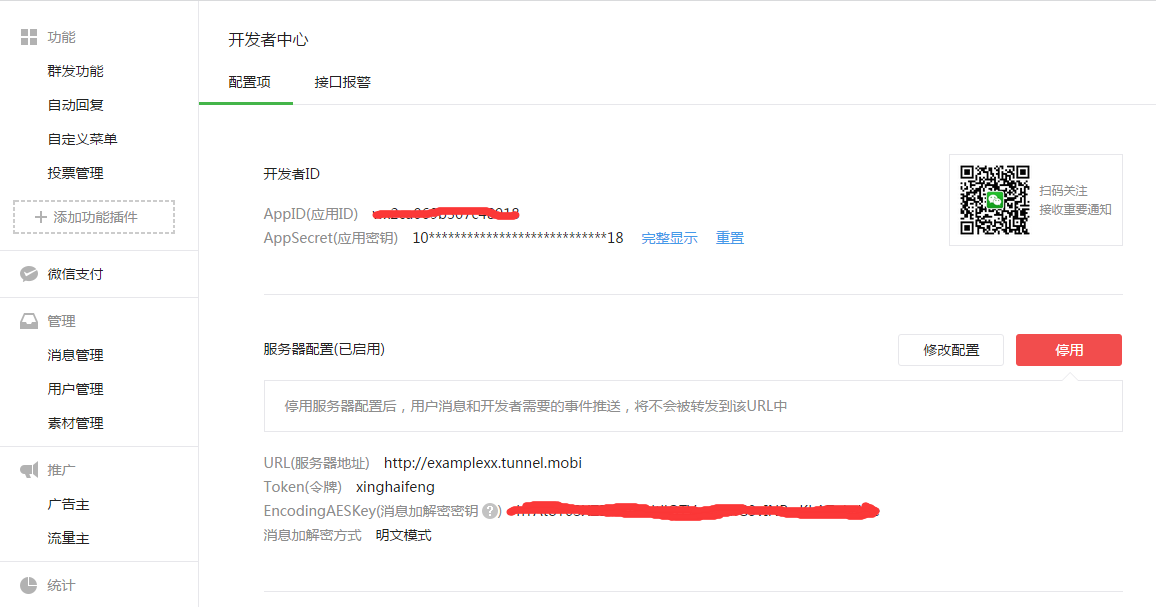 功能
群发功能
自动回复
自定义菜单
投票管理
添加功能插件
微信支付
管理
消息管理
用户管理
素材管理
推广
广告主
流量主
统计
开发者中心
配置项 接口报警
开发者ID
AppID(应用ID)
AppSecret(应用密钥) 10****************************18 完整显示 重置
扫码关注
接收重要通知
服务器配置(已启用) 修改配置 停用
停用服务器配置后，用户消息和开发者需要的事件推送，将不会被转发到该URL中
URL(服务器地址) http://examplexx.tunnel.mobi
Token(令牌) xinghaifeng
EncodingAESKey(消息加解密密钥 ?)
消息加解密方式 明文模式